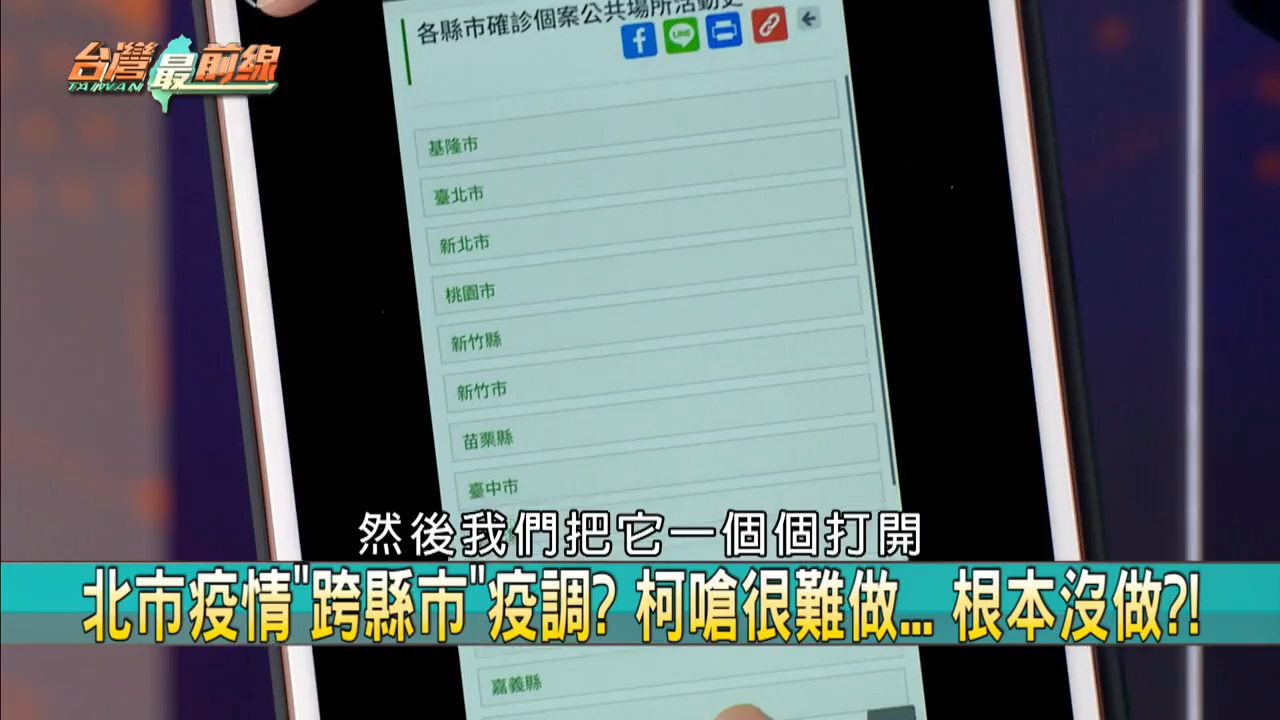 各縣市確診個案公共場所活動史
台灣最前線
TAIWAN
基隆市
臺北市
新北市
桃園市
新竹縣
新竹市
苗栗縣
臺中市
然後我們把它一個個打開
北市疫情"跨縣市"疫調? 柯嗆很難做... 根本沒做?!
嘉義縣